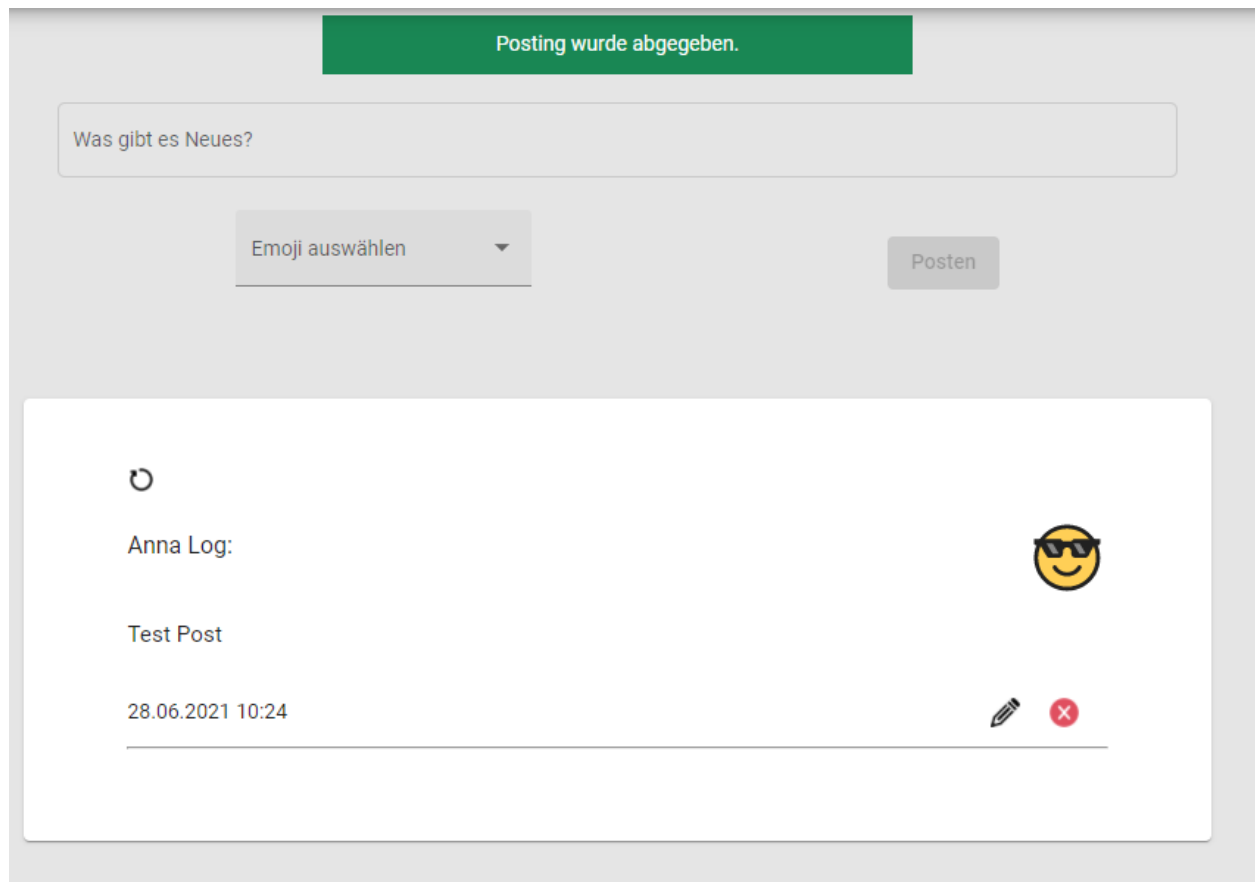 Posting wurde abgegeben.
Was gibt es Neues?
Emoji auswählen
Posten
Anna Log:
Test Post
28.06.2021 10:24